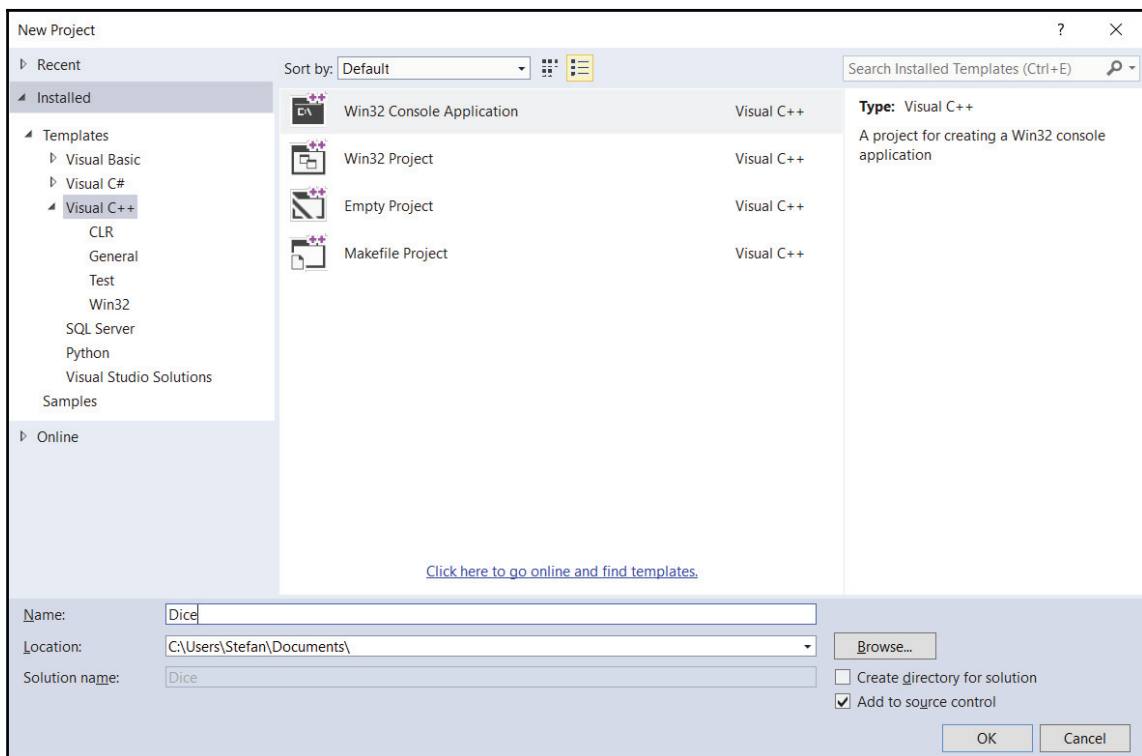 New Project
?
Recent
Installed
Templates
Visual Basic
Visual C#
Visual C++
CLR
General
Test
Win32
SQL Server
Python
Visual Studio Solutions
Samples
Online
Sort by: Default
Win32 Console Application Visual C++
Win32 Project Visual C++
Empty Project Visual C++
Makefile Project Visual C++
Click here to go online and find templates.
Search Installed Templates (Ctrl+E)
Type: Visual C++
A project for creating a Win32 console
application
Name: Dice
Location: C:\Users\Stefan\Documents\
Browse...
Solution name: Dice
Create directory for solution
Add to source control
OK Cancel